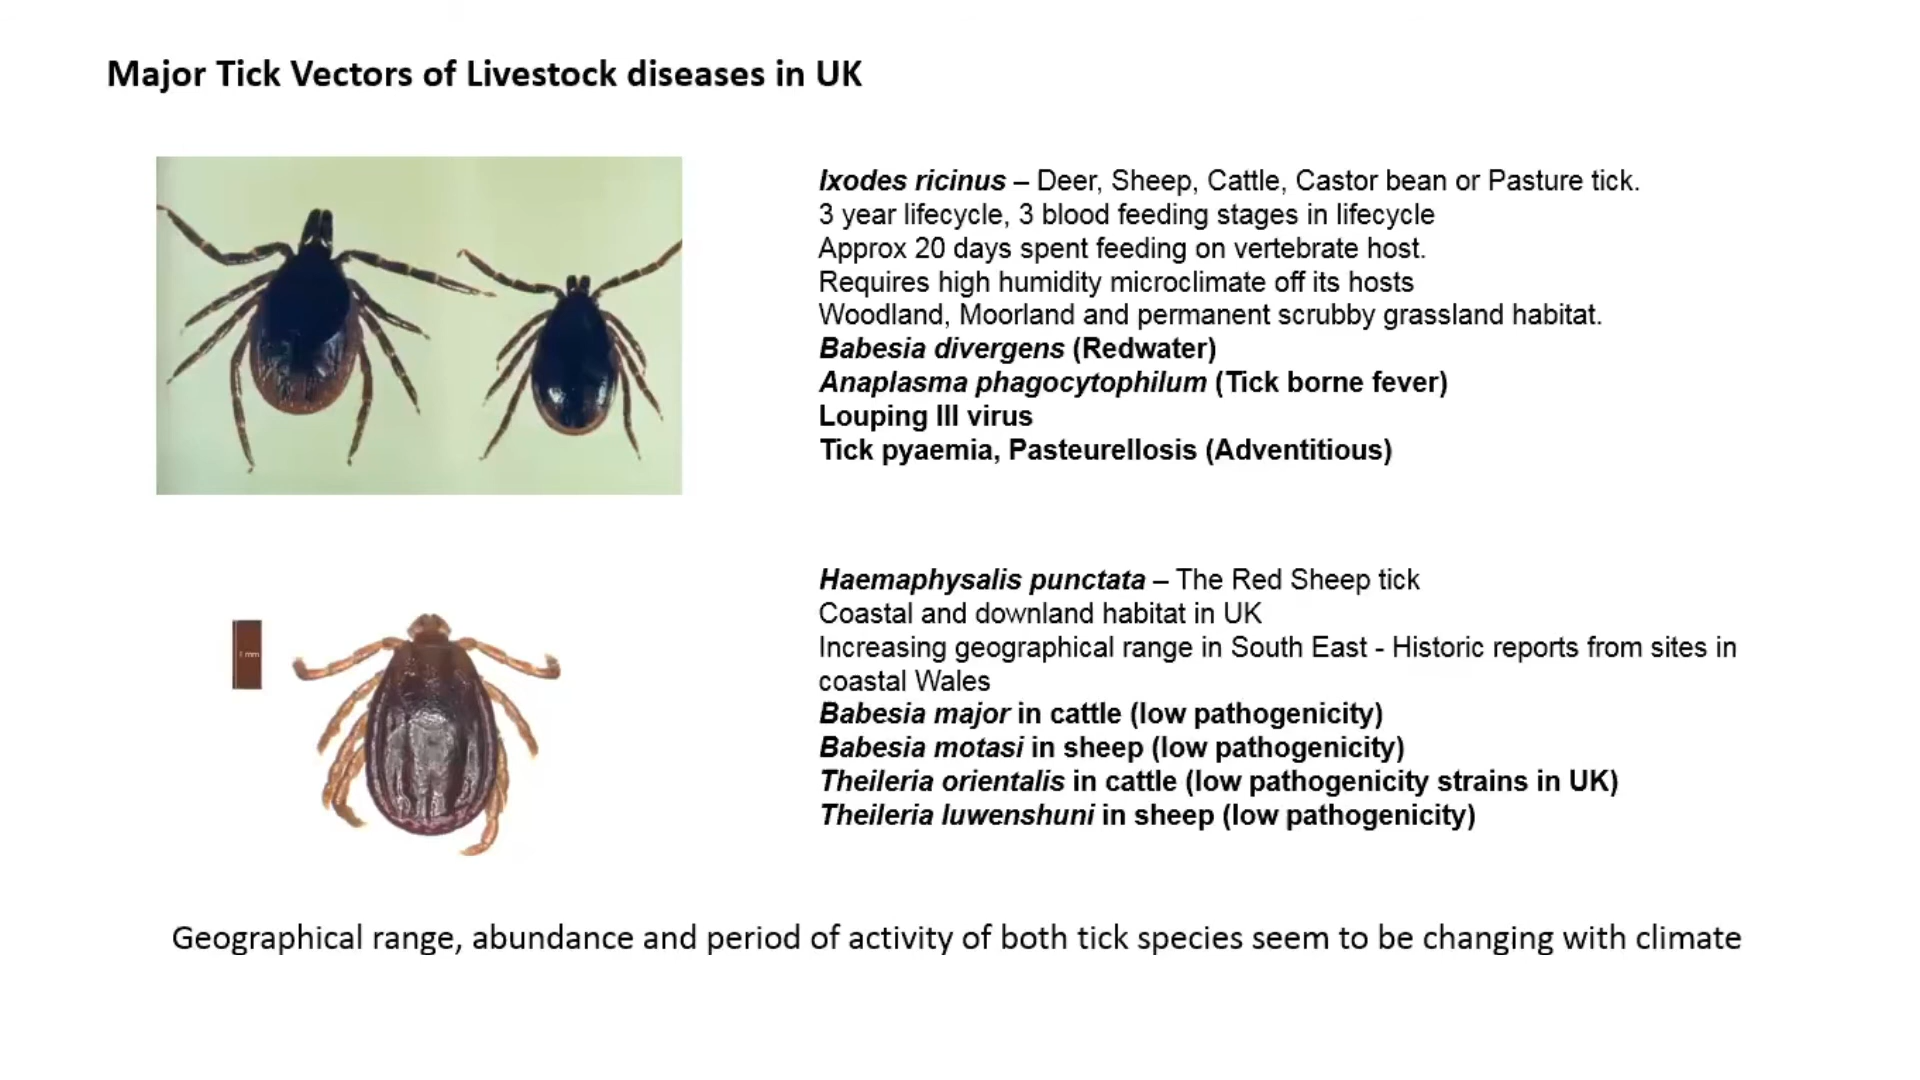 Major Tick Vectors of Livestock diseases in UK
Ixodes ricinus – Deer, Sheep, Cattle, Castor bean or Pasture tick.
3 year lifecycle, 3 blood feeding stages in lifecycle
Approx 20 days spent feeding on vertebrate host.
Requires high humidity microclimate off its hosts
Woodland, Moorland and permanent scrubby grassland habitat.
Babesia divergens (Redwater)
Anaplasma phagocytophilum (Tick borne fever)
Louping Ill virus
Tick pyaemia, Pasteurellosis (Adventitious)
1 mm
Haemaphysalis punctata – The Red Sheep tick
Coastal and downland habitat in UK
Increasing geographical range in South East - Historic reports from sites in
coastal Wales
Babesia major in cattle (low pathogenicity)
Babesia motasi in sheep (low pathogenicity)
Theileria orientalis in cattle (low pathogenicity strains in UK)
Theileria luwenshuni in sheep (low pathogenicity)
Geographical range, abundance and period of activity of both tick species seem to be changing with climate